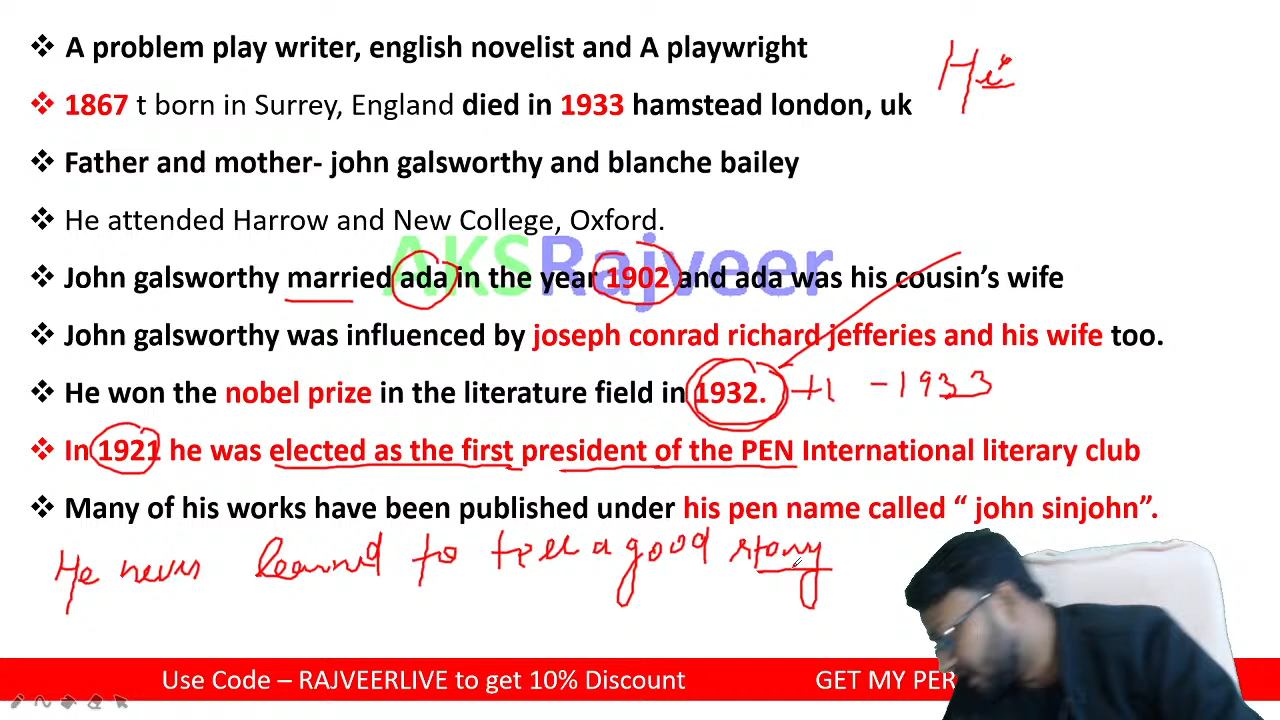 ❖ A problem play writer, english novelist and A playwright
Hi
❖ 1867 t born in Surrey, England died in 1933 hamstead london, uk
❖ Father and mother- john galsworthy and blanche bailey
❖ He attended Harrow and New College, Oxford.
AKSRajveer
❖ John galsworthy married ada in the year 1902 and ada was his cousin's wife
❖ John galsworthy was influenced by joseph conrad richard jefferies and his wife too.
❖ He won the nobel prize in the literature field in 1932. +1 - 1933
❖ In 1921 he was elected as the first president of the PEN International literary club
❖ Many of his works have been published under his pen name called “ john sinjohn”.
He never learned to tell a good story
Use Code – RAJVEERLIVE to get 10% Discount
GET MY PER